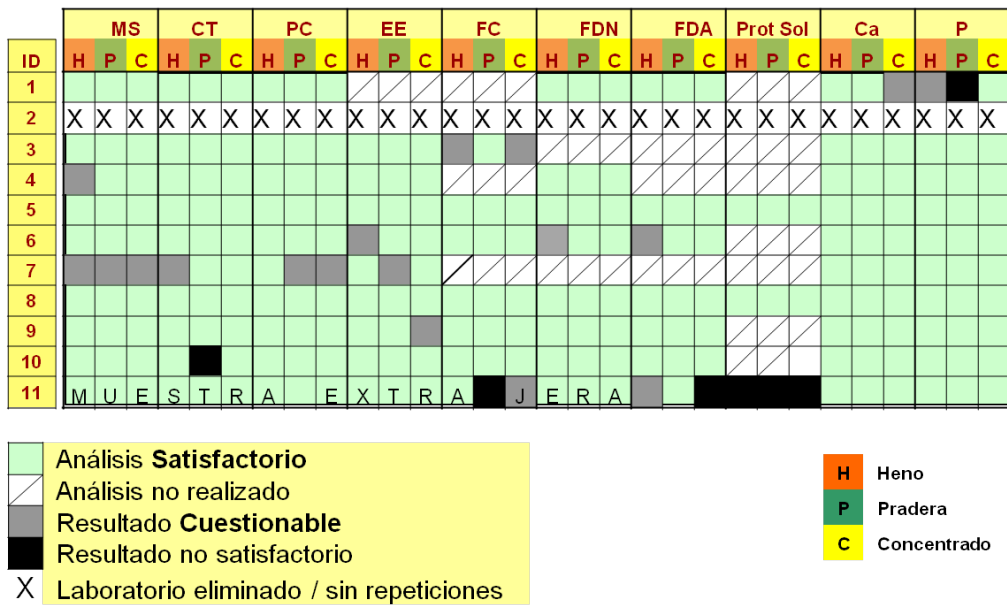 MS CT PC EE FC FDN FDA Prot Sol Ca P
ID H P C H P C H P C H P C H P C H P C H P C H P C H P C H P C
1
2 X X X X X X X X X X X X X X X X X X X X X X X X X X X X X X
3
4
5
6
7
8
9
10
11 M U E S T R A E X T R A J E R A
Análisis Satisfactorio
Análisis no realizado
Resultado Cuestionable
Resultado no satisfactorio
X Laboratorio eliminado / sin repeticiones
H Heno
P Pradera
C Concentrado